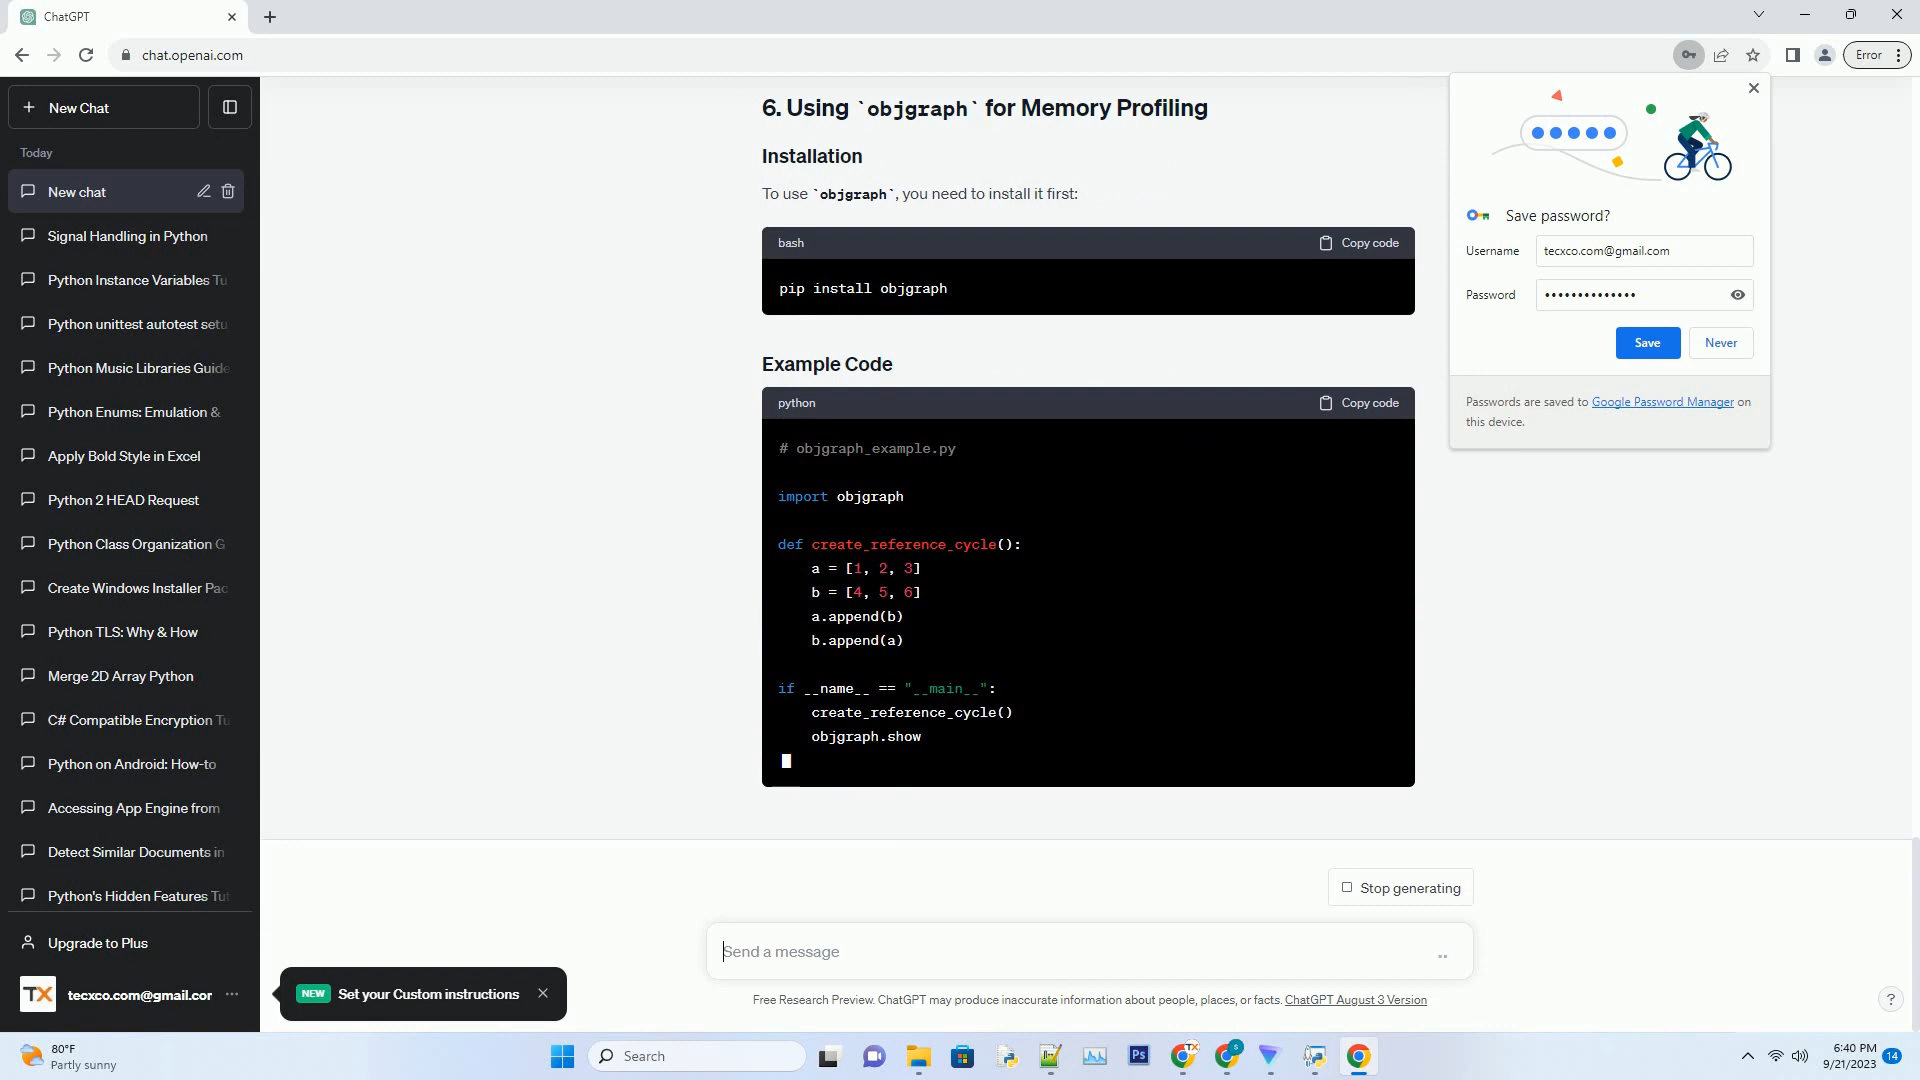 ChatGPT
chat.openai.com
Error
New Chat
Today
New chat
Signal Handling in Python
Python Instance Variables Tu
Python unittest autotest setu
Python Music Libraries Guide
Python Enums: Emulation &
Apply Bold Style in Excel
Python 2 HEAD Request
Python Class Organization G
Create Windows Installer Pac
Python TLS: Why & How
Merge 2D Array Python
C# Compatible Encryption Tu
Python on Android: How-to
Accessing App Engine from
Detect Similar Documents in
Python's Hidden Features Tut
Upgrade to Plus
TX tecxco.com@gmail.cor ...
NEW Set your Custom instructions
6. Using `objgraph` for Memory Profiling
Installation
To use `objgraph`, you need to install it first:
bash Copy code
pip install objgraph
Example Code
python Copy code
# objgraph_example.py
import objgraph
def create_reference_cycle():
a = [1, 2, 3]
b = [4, 5, 6]
a.append(b)
b.append(a)
if __name__ == "__main__":
create_reference_cycle()
objgraph.show
Stop generating
Send a message
Free Research Preview. ChatGPT may produce inaccurate information about people, places, or facts. ChatGPT August 3 Version
?
Save password?
Username tecxco.com@gmail.com
Password ••••••••••••••
Save Never
Passwords are saved to Google Password Manager on
this device.
80°F
Partly sunny
Search
Ps
TX
S
6:40 PM
9/21/2023
14